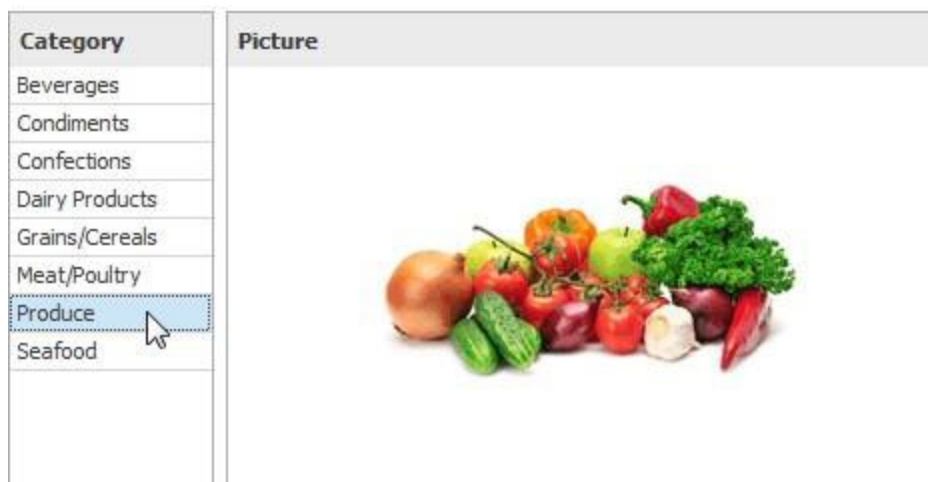 Category
Picture
Beverages
Condiments
Confections
Dairy Products
Grains/Cereals
Meat/Poultry
Produce
Seafood